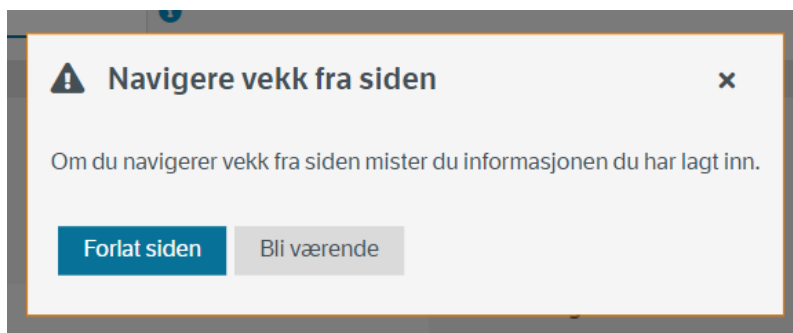 Navigere vekk fra siden
Om du navigerer vekk fra siden mister du informasjonen du har lagt inn.
Forlat siden
Bli værende